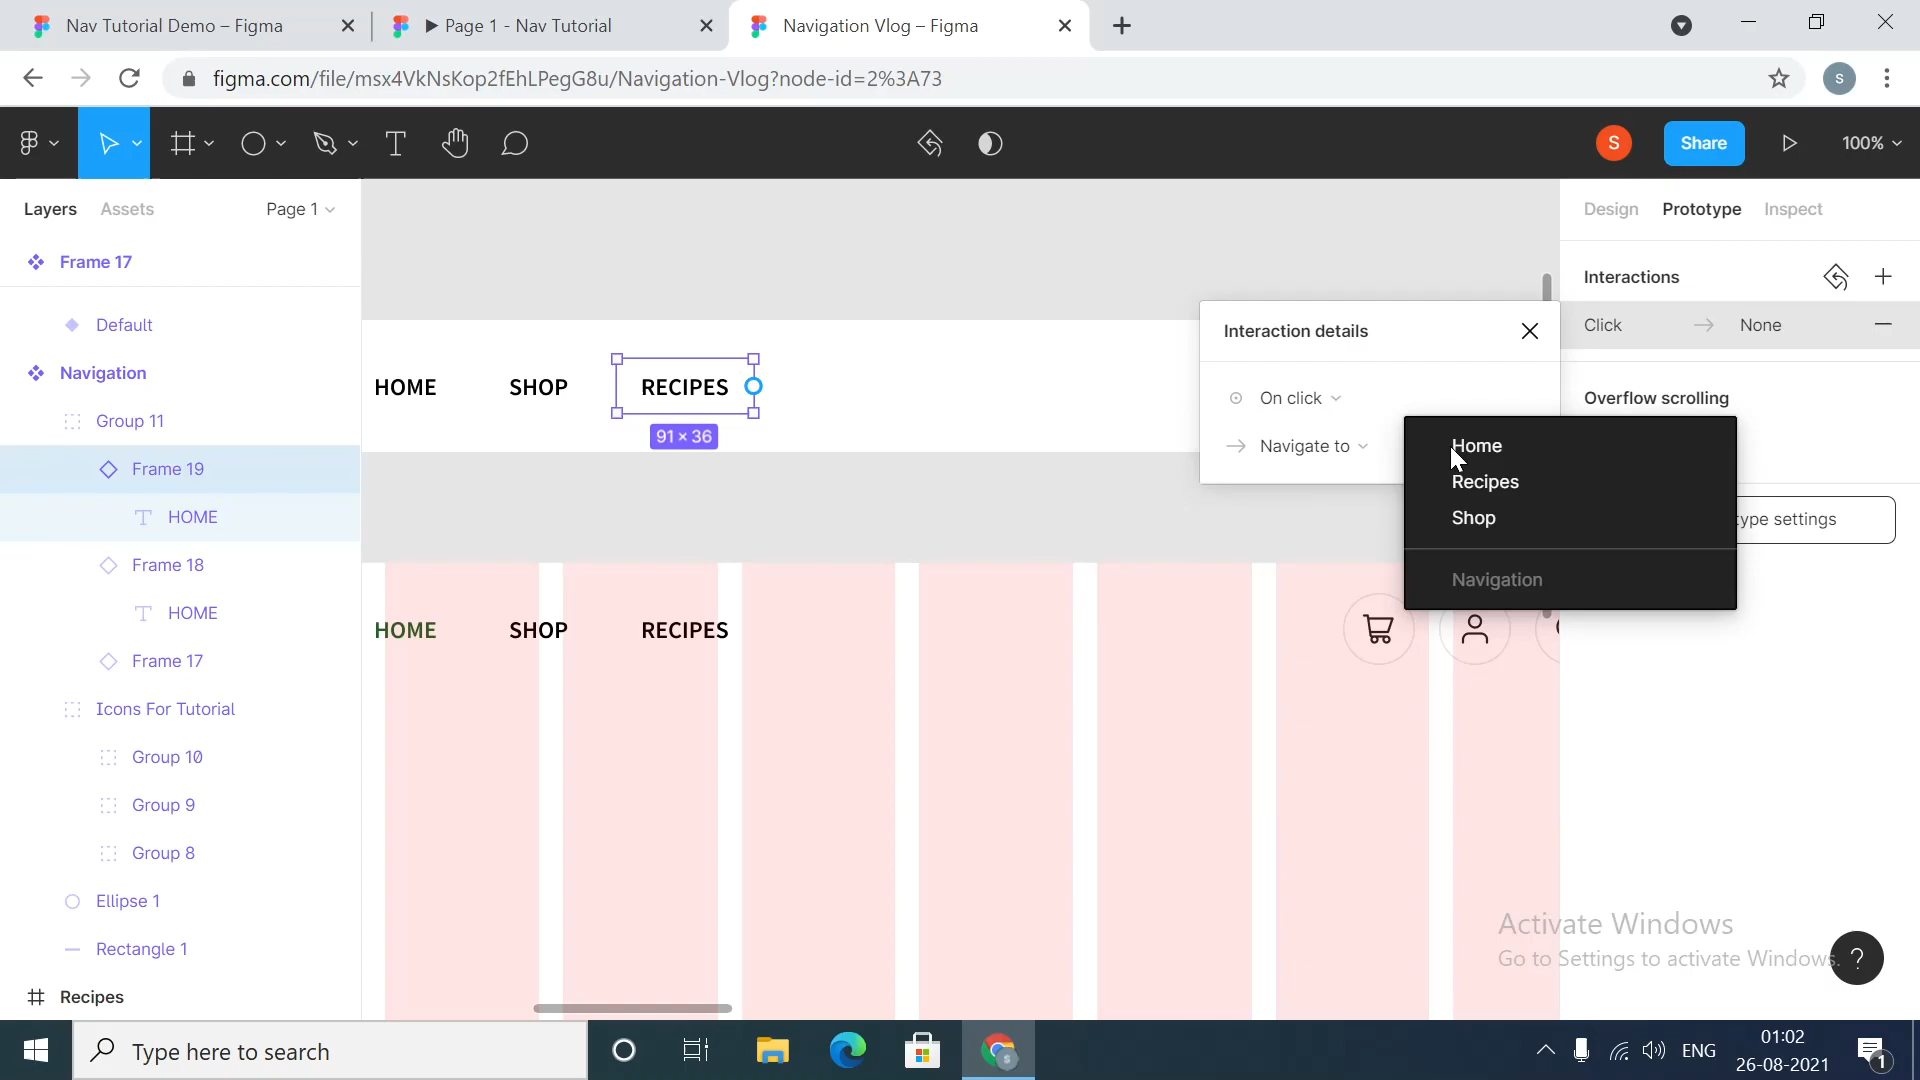 Nav Tutorial Demo – Figma
Page 1 - Nav Tutorial
Navigation Vlog – Figma
figma.com/file/msx4VkNsKop2fEhLPegG8u/Navigation-Vlog?node-id=2%3A73
S
S
Share
100%
Layers
Assets
Page 1
Design
Prototype
Inspect
Frame 17
Default
Navigation
Group 11
Frame 19
HOME
Frame 18
HOME
Frame 17
Icons For Tutorial
Group 10
Group 9
Group 8
Ellipse 1
Rectangle 1
Recipes
HOME
SHOP
RECIPES
91 × 36
HOME
SHOP
RECIPES
Interaction details
On click
Navigate to
Home
Recipes
Shop
Navigation
Interactions
Click
None
Overflow scrolling
type settings
Activate Windows
Go to Settings to activate Windows.
?
Type here to search
S
ENG
01:02
26-08-2021
1